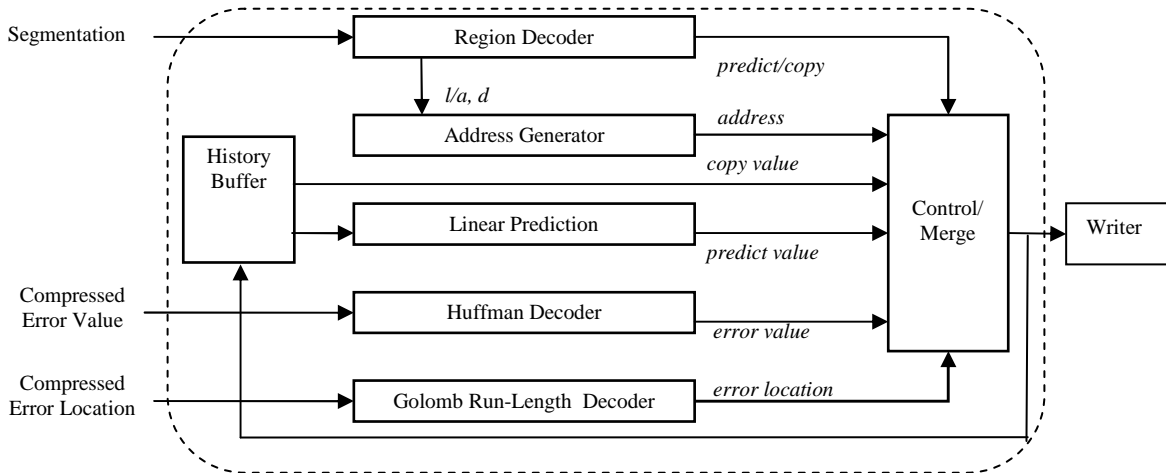 Segmentation
Region Decoder
predict/copy
l/a, d
Address Generator
address
History
Buffer
copy value
Linear Prediction
predict value
Control/
Merge
Writer
Compressed
Error Value
Huffman Decoder
error value
Compressed
Error Location
Golomb Run-Length Decoder
error location